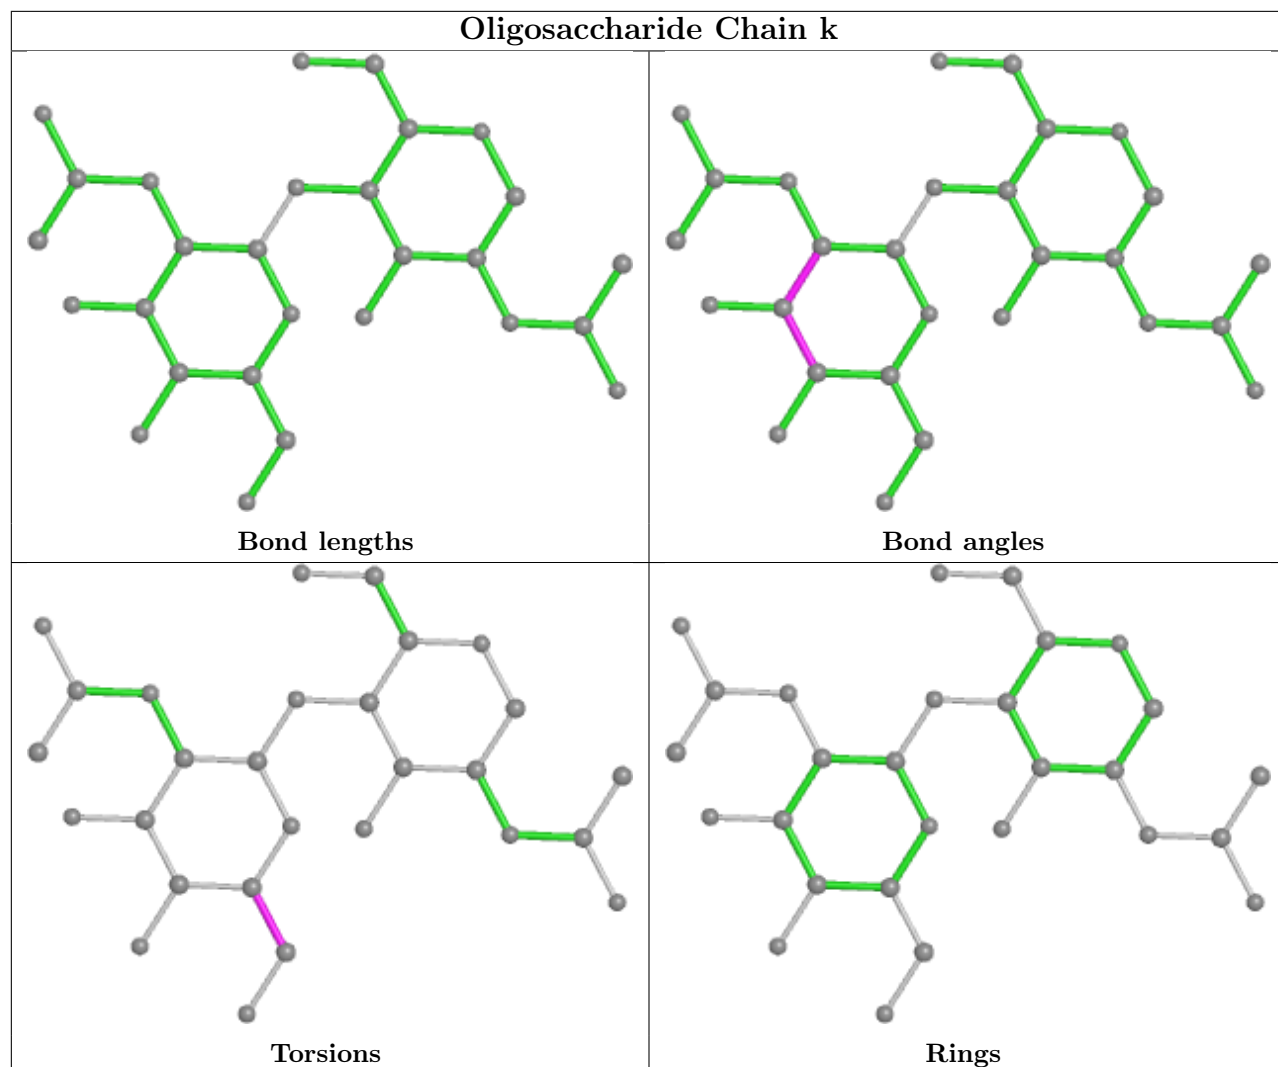 Oligosaccharide Chain k
Bond lengths
Bond angles
Torsions
Rings